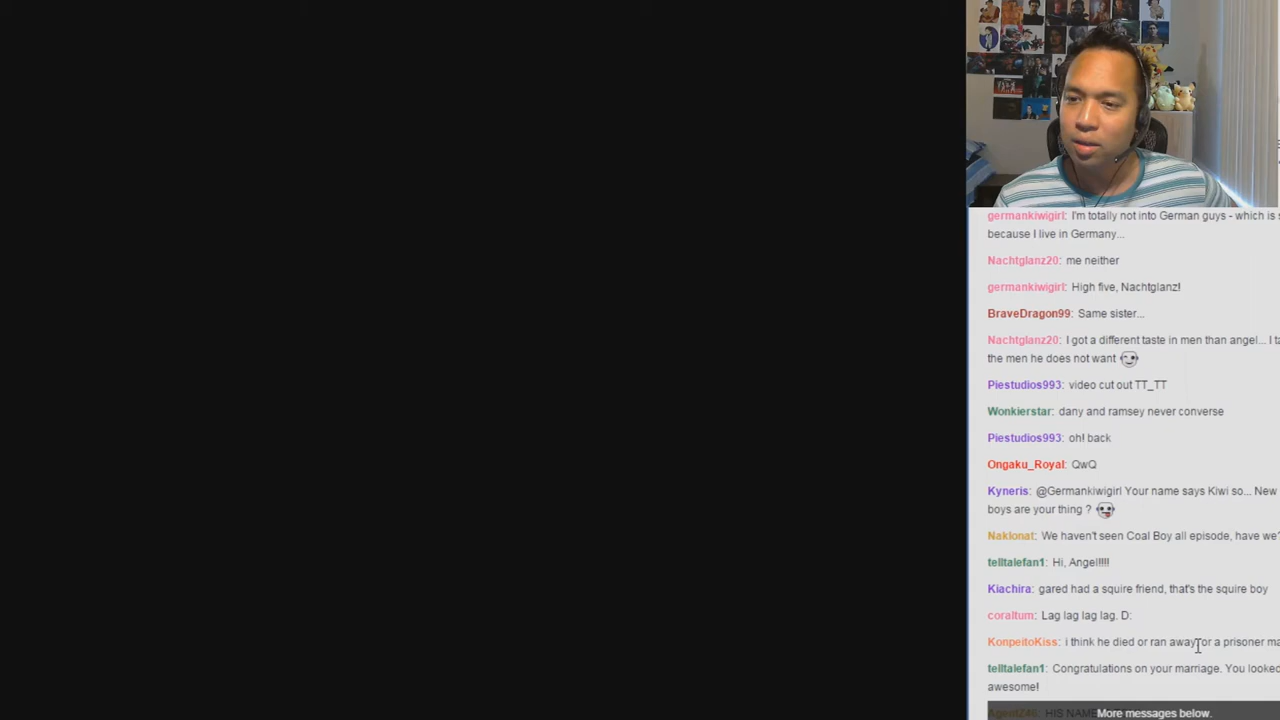 germankiwigirl: I'm totally not into German guys - which is
because I live in Germany...
Nachtglanz20: me neither
germankiwigirl: High five, Nachtglanz!
BraveDragon99: Same sister...
Nachtglanz20: I got a different taste in men than angel... I
the men he does not want
Piestudios993: video cut out TT_TT
Wonkierstar: dany and ramsey never converse
Piestudios993: oh! back
Ongaku_Royal: QwQ
Kyneris: @Germankiwigirl Your name says Kiwi so... New
boys are your thing ?
Naklonat: We haven't seen Coal Boy all episode, have we?
telltalefan1: Hi, Angel!!!!
Kiachira: gared had a squire friend, that's the squire boy
coraltum: Lag lag lag lag. D:
KonpeitoKiss: i think he died or ran away or a prisoner
telltalefan1: Congratulations on your marriage. You looked
awesome!
HIS More messages below.